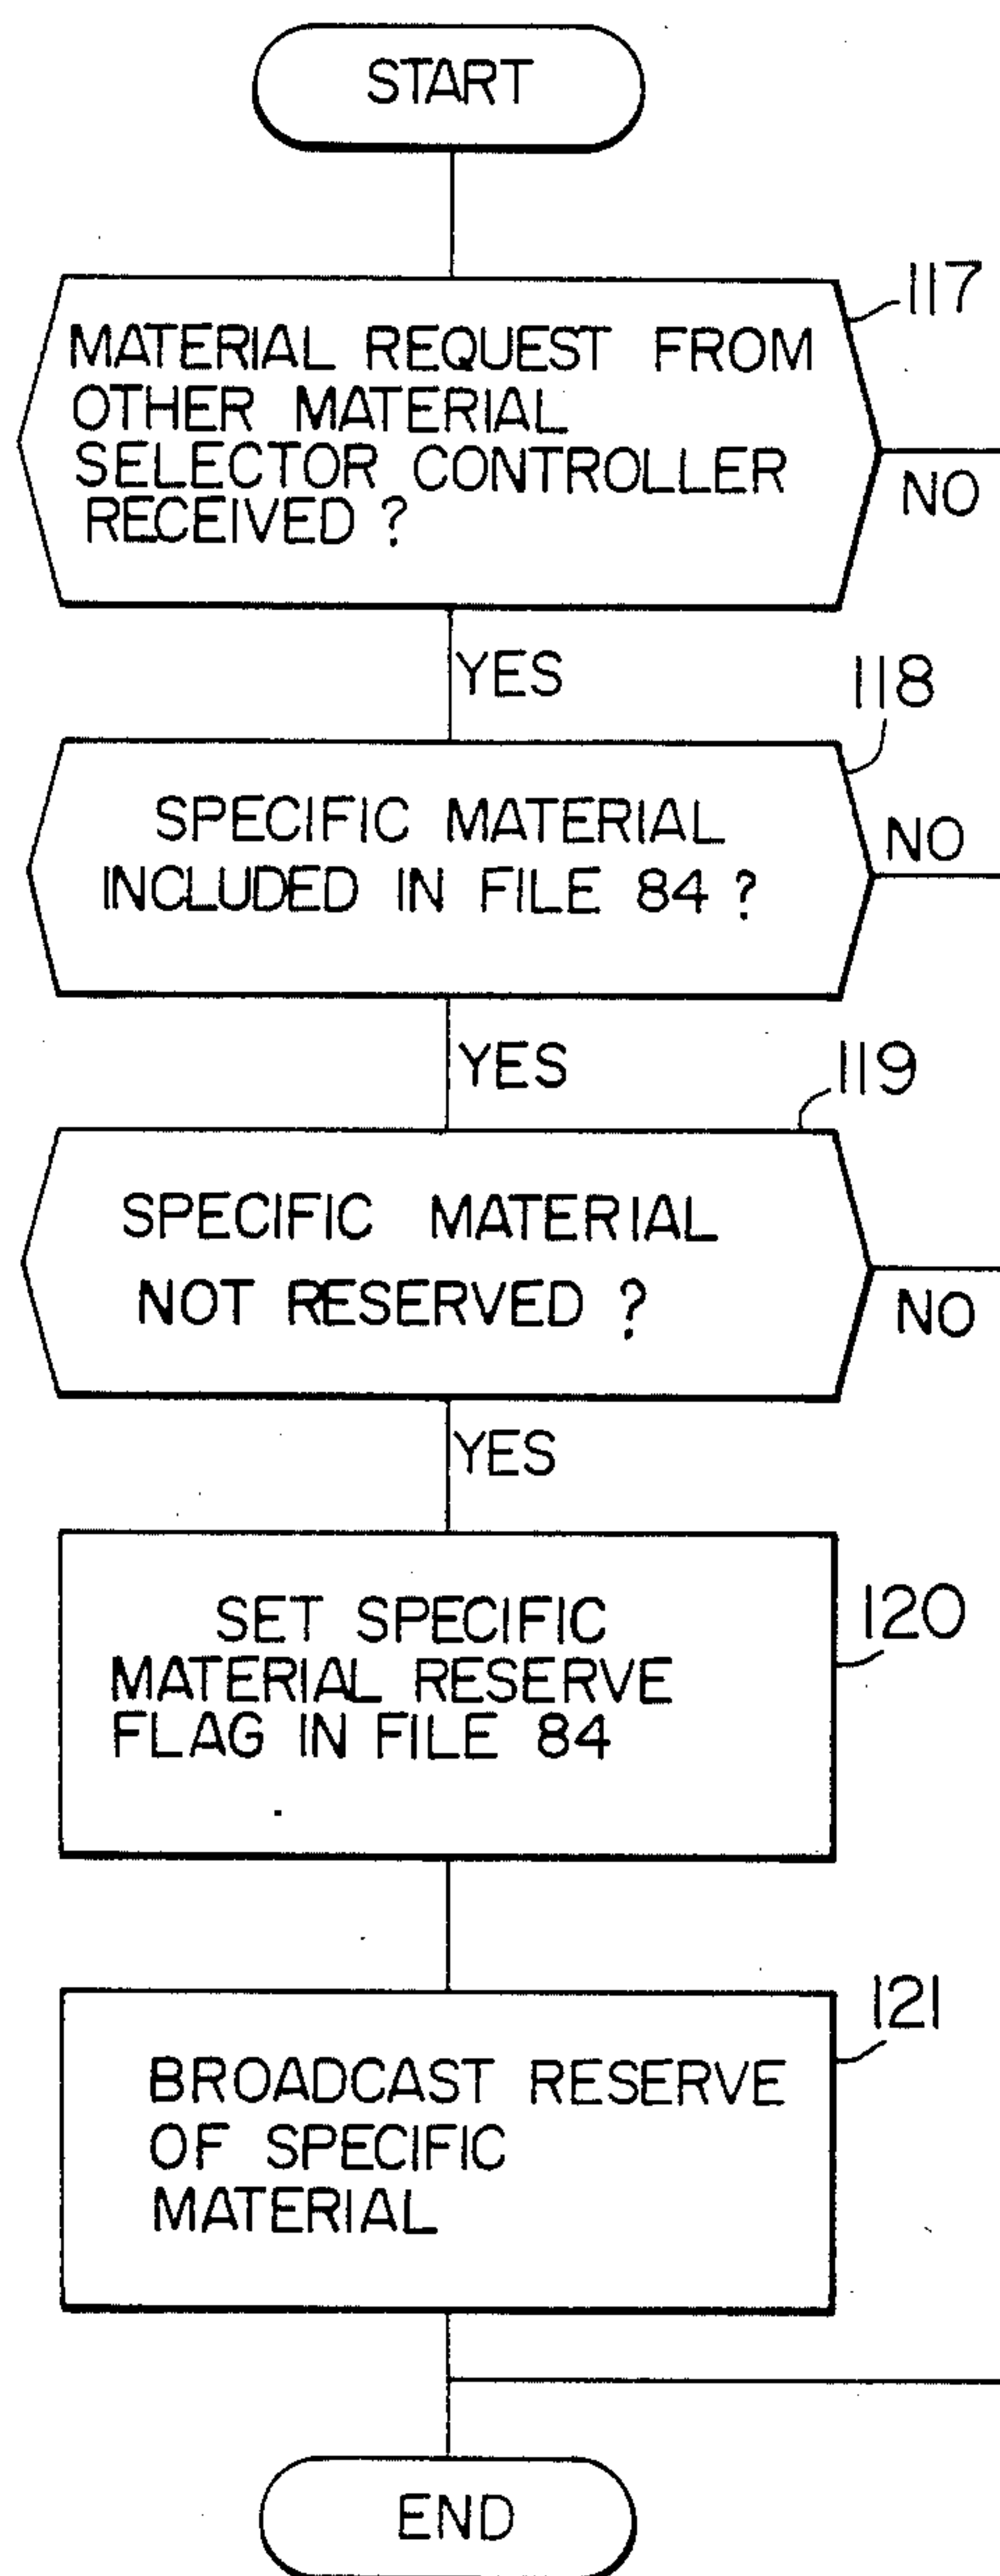 START
117
MATERIAL REQUEST FROM
OTHER MATERIAL
SELECTOR CONTROLLER
RECEIVED ?
NO
YES
118
SPECIFIC MATERIAL
INCLUDED IN FILE 84 ?
NO
YES
119
SPECIFIC MATERIAL
NOT RESERVED ?
NO
YES
120
SET SPECIFIC
MATERIAL RESERVE
FLAG IN FILE 84
121
BROADCAST RESERVE
OF SPECIFIC
MATERIAL
END